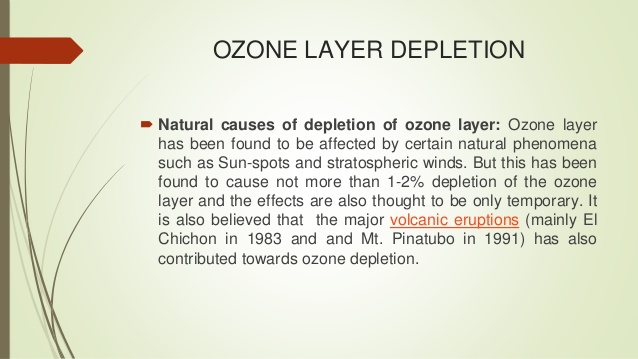 OZONE LAYER DEPLETION
Natural causes of depletion of ozone layer: Ozone layer
has been found to be affected by certain natural phenomena
such as Sun-spots and stratospheric winds. But this has been
found to cause not more than 1-2% depletion of the ozone
layer and the effects are also thought to be only temporary. It
is also believed that the major volcanic eruptions (mainly El
Chichon in 1983 and and Mt. Pinatubo in 1991) has also
contributed towards ozone depletion.